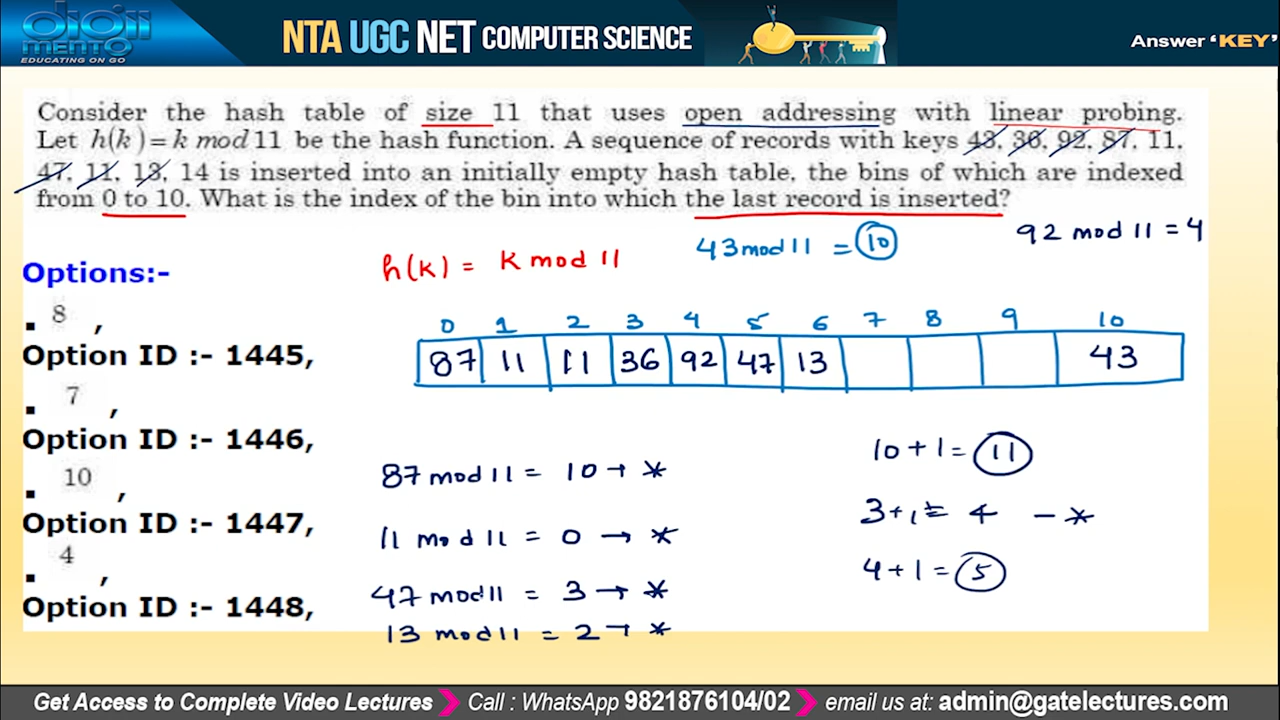 DIGII
MENTO
EDUCATING ON GO
NTA UGC NET COMPUTER SCIENCE
Answer ‘KEY’
Consider the hash table of size 11 that uses open addressing with linear probing.
Let h(k)=k mod 11 be the hash function. A sequence of records with keys 43, 36, 92, 87, 11,
47, 11, 13, 14 is inserted into an initially empty hash table, the bins of which are indexed
from 0 to 10. What is the index of the bin into which the last record is inserted?
h(k) = k mod 11
43 mod 11 = 10
92 mod 11 = 4
Options:-
8 ,
Option ID :- 1445,
7 ,
Option ID :- 1446,
10 ,
Option ID :- 1447,
4 ,
Option ID :- 1448,
0 1 2 3 4 5 6 7 8 9 10
87 11 11 36 92 47 13 43
87 mod 11 = 10 → *
11 mod 11 = 0 → *
47 mod 11 = 3 → *
13 mod 11 = 2 → *
10 + 1 = 11
3 + 1 = 4 - *
4 + 1 = 5
Get Access to Complete Video Lectures Call : WhatsApp 9821876104/02 email us at: admin@gatelectures.com